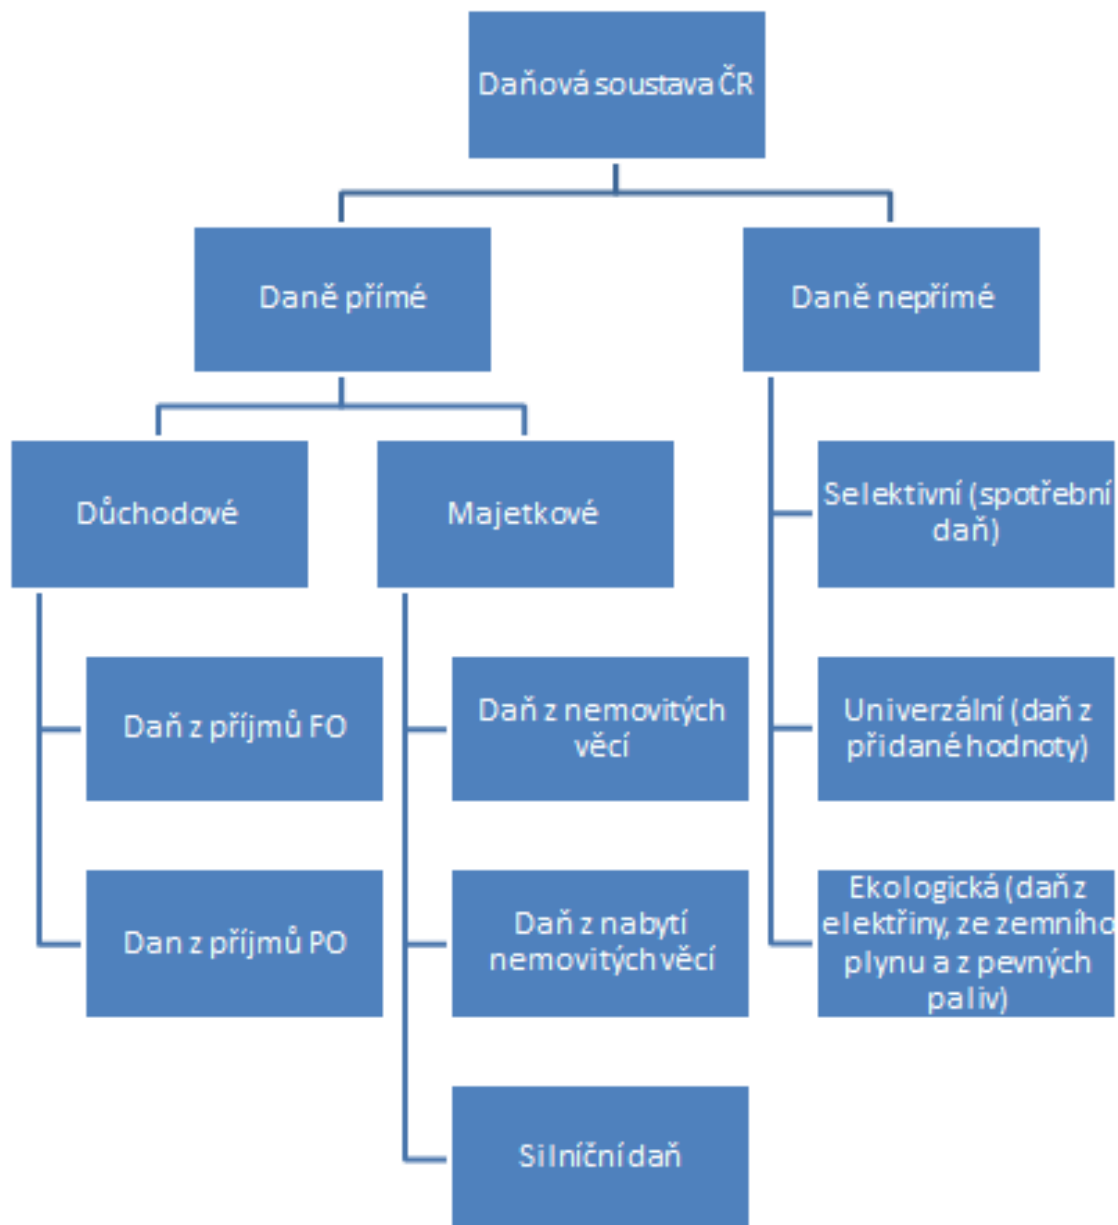 Daňová soustava ČR
Daně přímé
Daně nepřímé
Důchodové
Majetkové
Selektivní (spotřební
daň)
Daň z příjmů FO
Daň z nemovitých
věcí
Univerzální (daň z
přidané hodnoty)
Dan z příjmů PO
Daň z nabytí
nemovitých věcí
Ekologická (daň z
elektřiny, ze zemního
plynu a z pevných
paliv)
Silníční daň